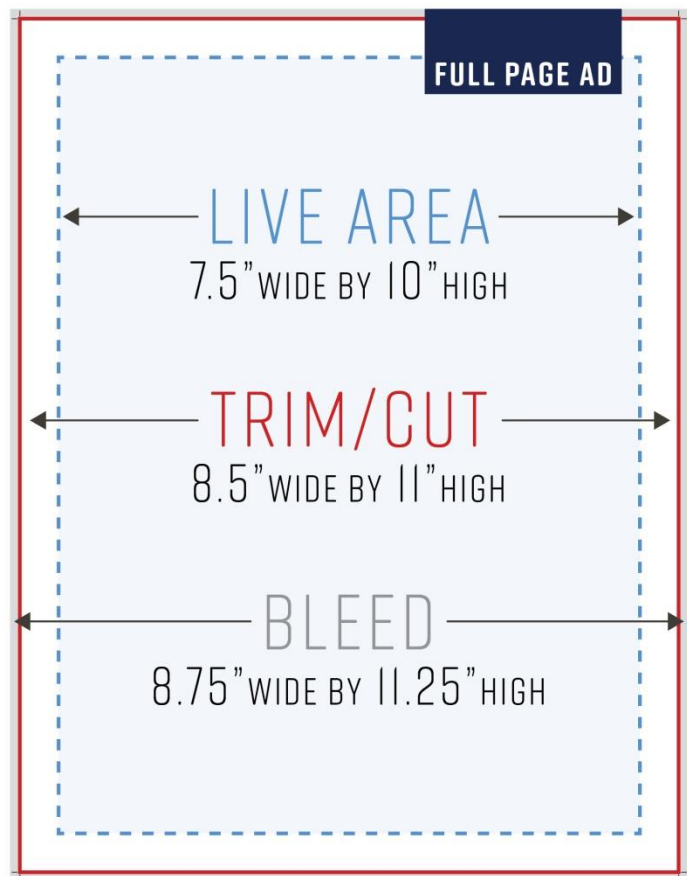 FULL PAGE AD
LIVE AREA
7.5”WIDE BY 10”HIGH
TRIM/CUT
8.5”WIDE BY 11”HIGH
BLEED
8.75”WIDE BY 11.25”HIGH